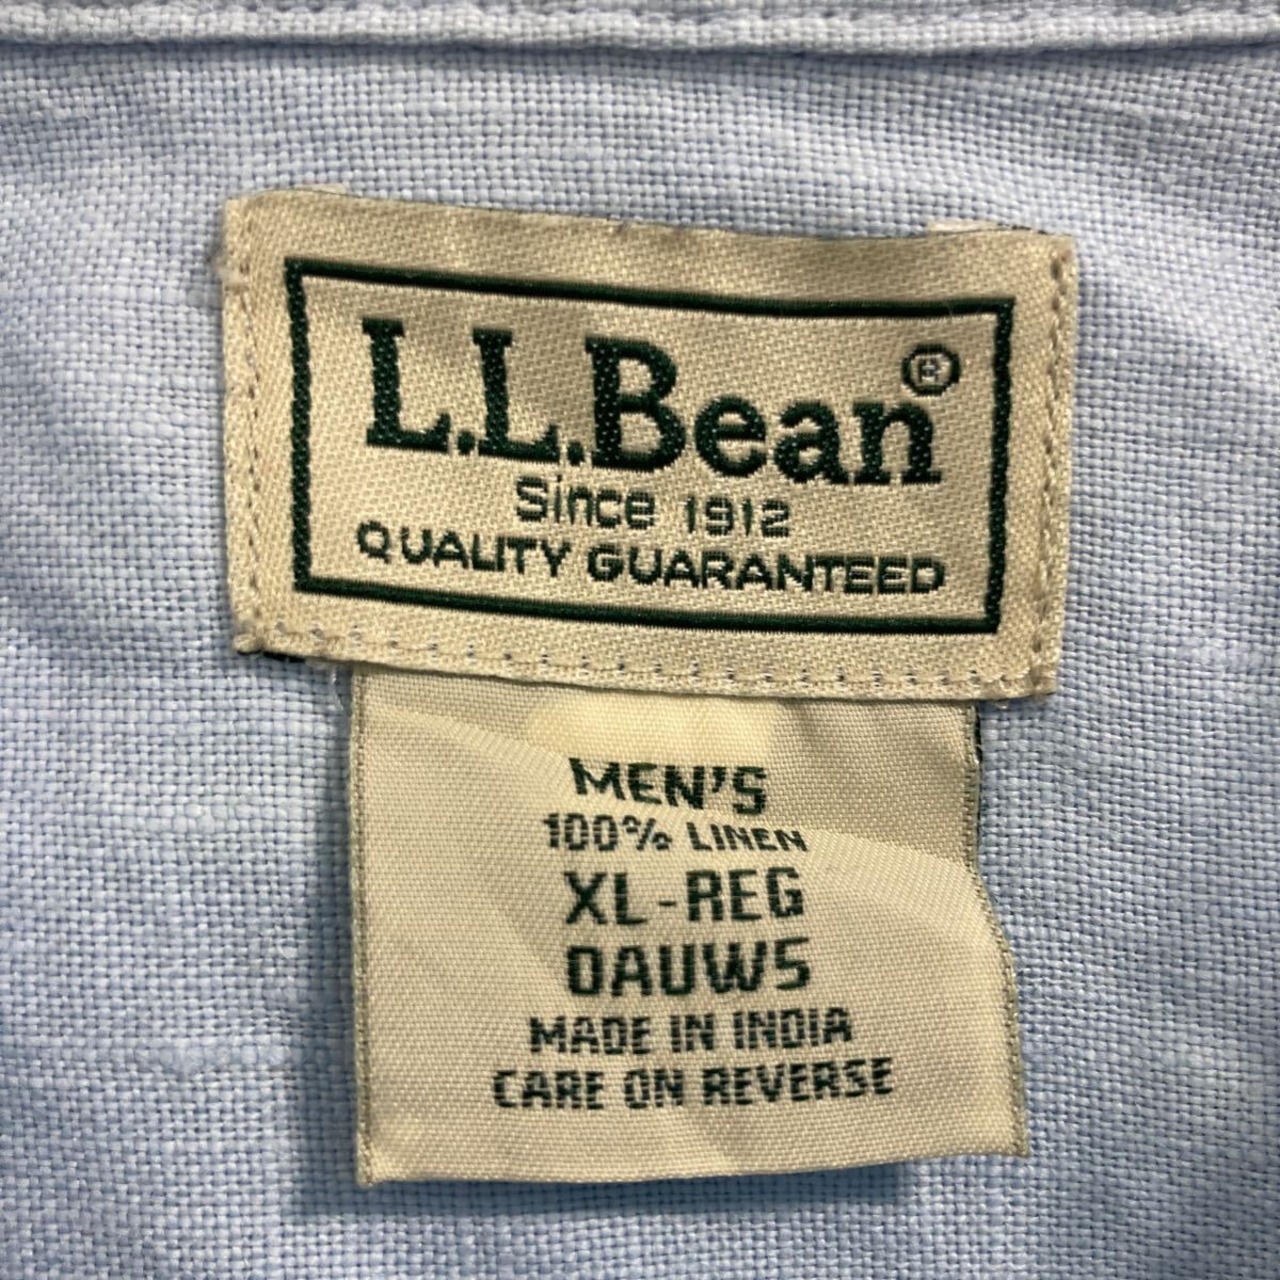 L.L.Bean®
Since 1912
QUALITY GUARANTEED
MEN'S
100% LINEN
XL-REG
0AUW5
MADE IN INDIA
CARE ON REVERSE